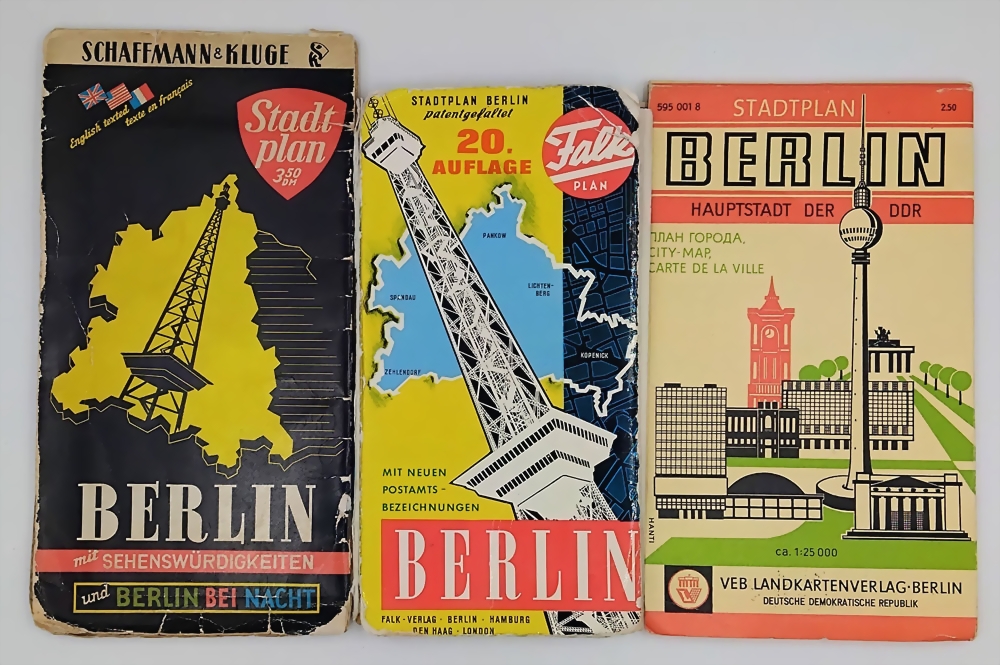 SCHAFFMANN & KLUGE
English texted
texte en français
Stadt-
plan
3 50
DM
BERLIN
mit SEHENSWÜRDIGKEITEN
und BERLIN BEI NACHT
STADTPLAN BERLIN
patentgefaltet
20.
AUFLAGE
Falk
PLAN
PANKOW
SPANDAU
LICHTEN-
BERG
KÖPENICK
ZEHLENDORF
MIT NEUEN
POSTAMTS-
BEZEICHNUNGEN
BERLIN
FALK-VERLAG · BERLIN · HAMBURG
DEN HAAG · LONDON
595 001 8
STADTPLAN
2.50
BERLIN
HAUPTSTADT DER DDR
ПЛАН ГОРОДА,
CITY-MAP,
CARTE DE LA VILLE
HANTI
ca. 1:25 000
VEB LANDKARTENVERLAG · BERLIN
DEUTSCHE DEMOKRATISCHE REPUBLIK